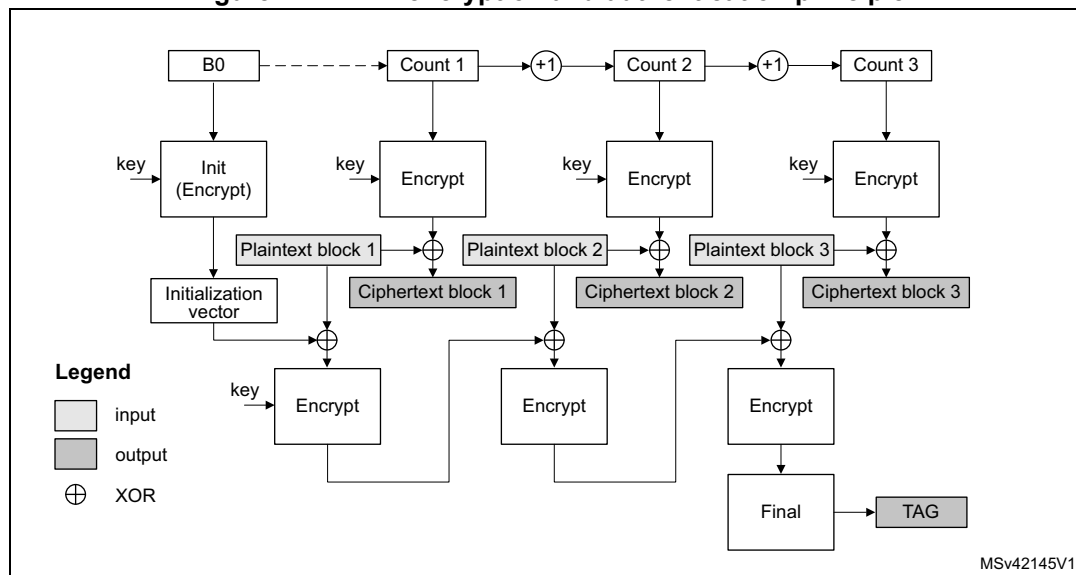 B0
Count 1
+1
Count 2
+1
Count 3
key
Init
(Encrypt)
key
Encrypt
key
Encrypt
key
Encrypt
Plaintext block 1
Plaintext block 2
Plaintext block 3
Ciphertext block 1
Ciphertext block 2
Ciphertext block 3
Initialization
vector
Legend
input
output
XOR
key
Encrypt
Encrypt
Encrypt
Final
TAG
MSv42145V1